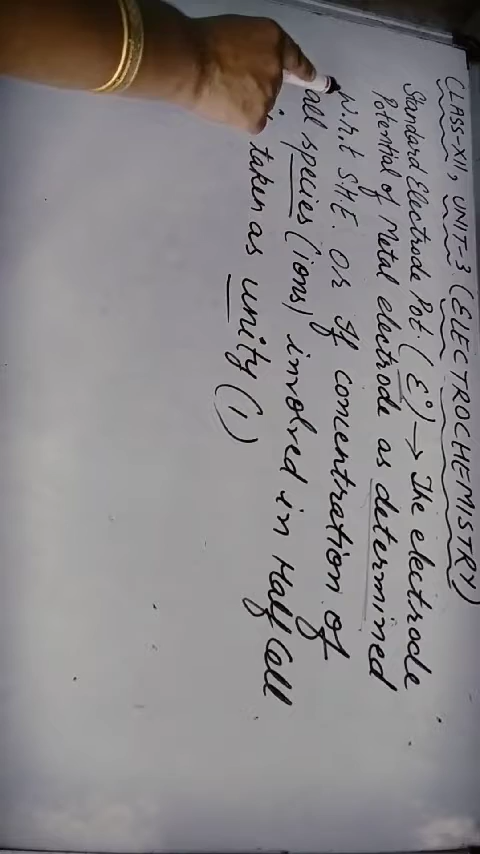 CLASS-XII, UNIT-3 (ELECTROCHEMISTRY)
Standard Electrode Pot. (E°) → The electrode
Potential of Metal electrode as determined
W.r.t S.H.E. Or If concentration of
all species (ions) involved in Half Cell
taken as unity (1)